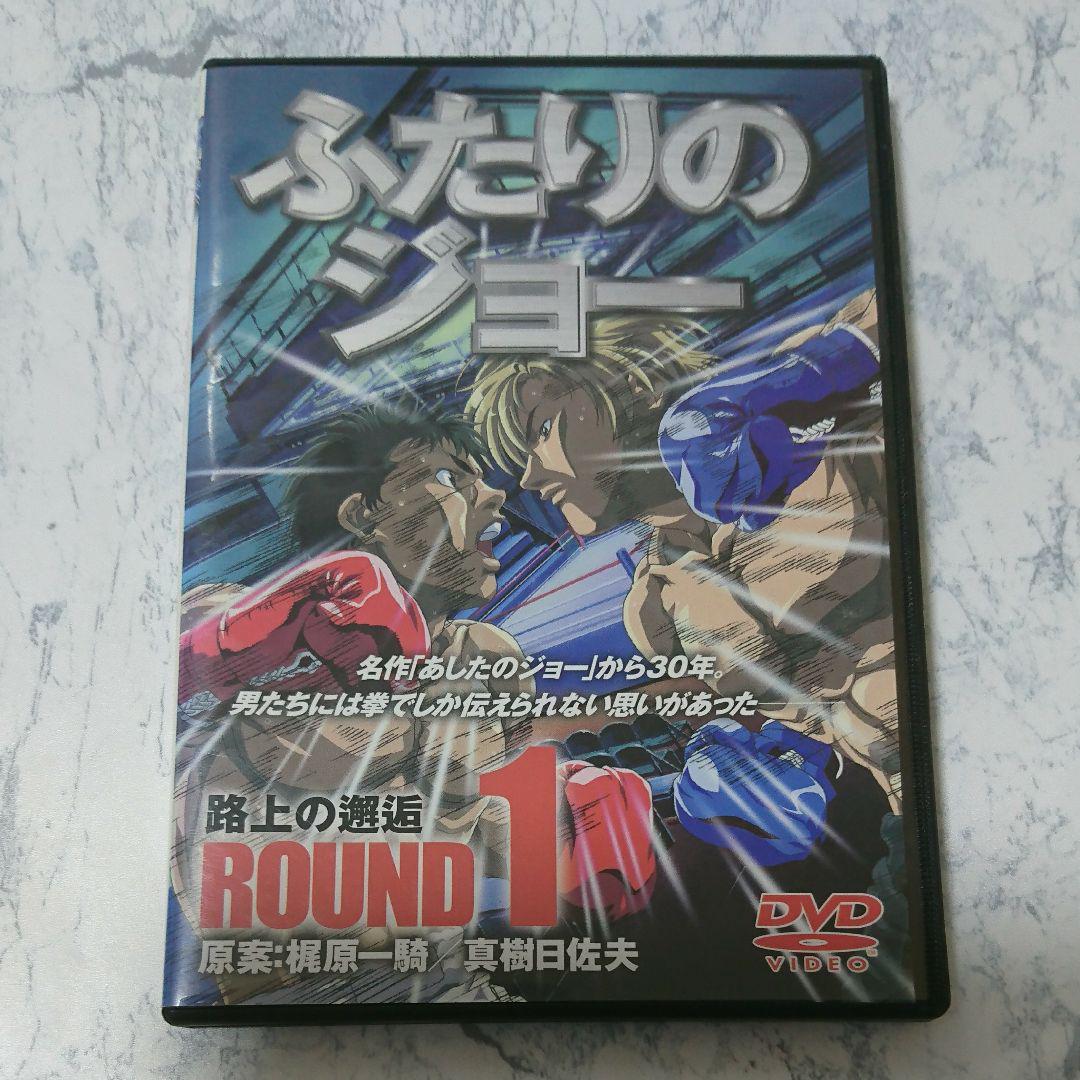 ふたりの
ジョー
名作「あしたのジョー」から30年。
男たちには拳でしか伝えられない思いがあった――
路上の邂逅
ROUND 1
原案:梶原一騎／真樹日佐夫
DVD
VIDEO™